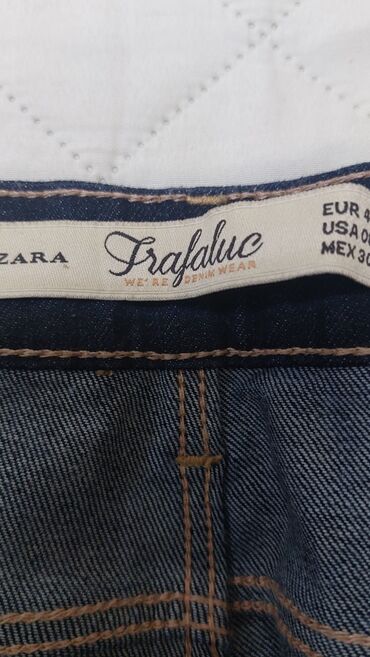 ZARA
Trafaluc
WE'RE DENIM WEAR
EUR 4
USA 0
MEX 30